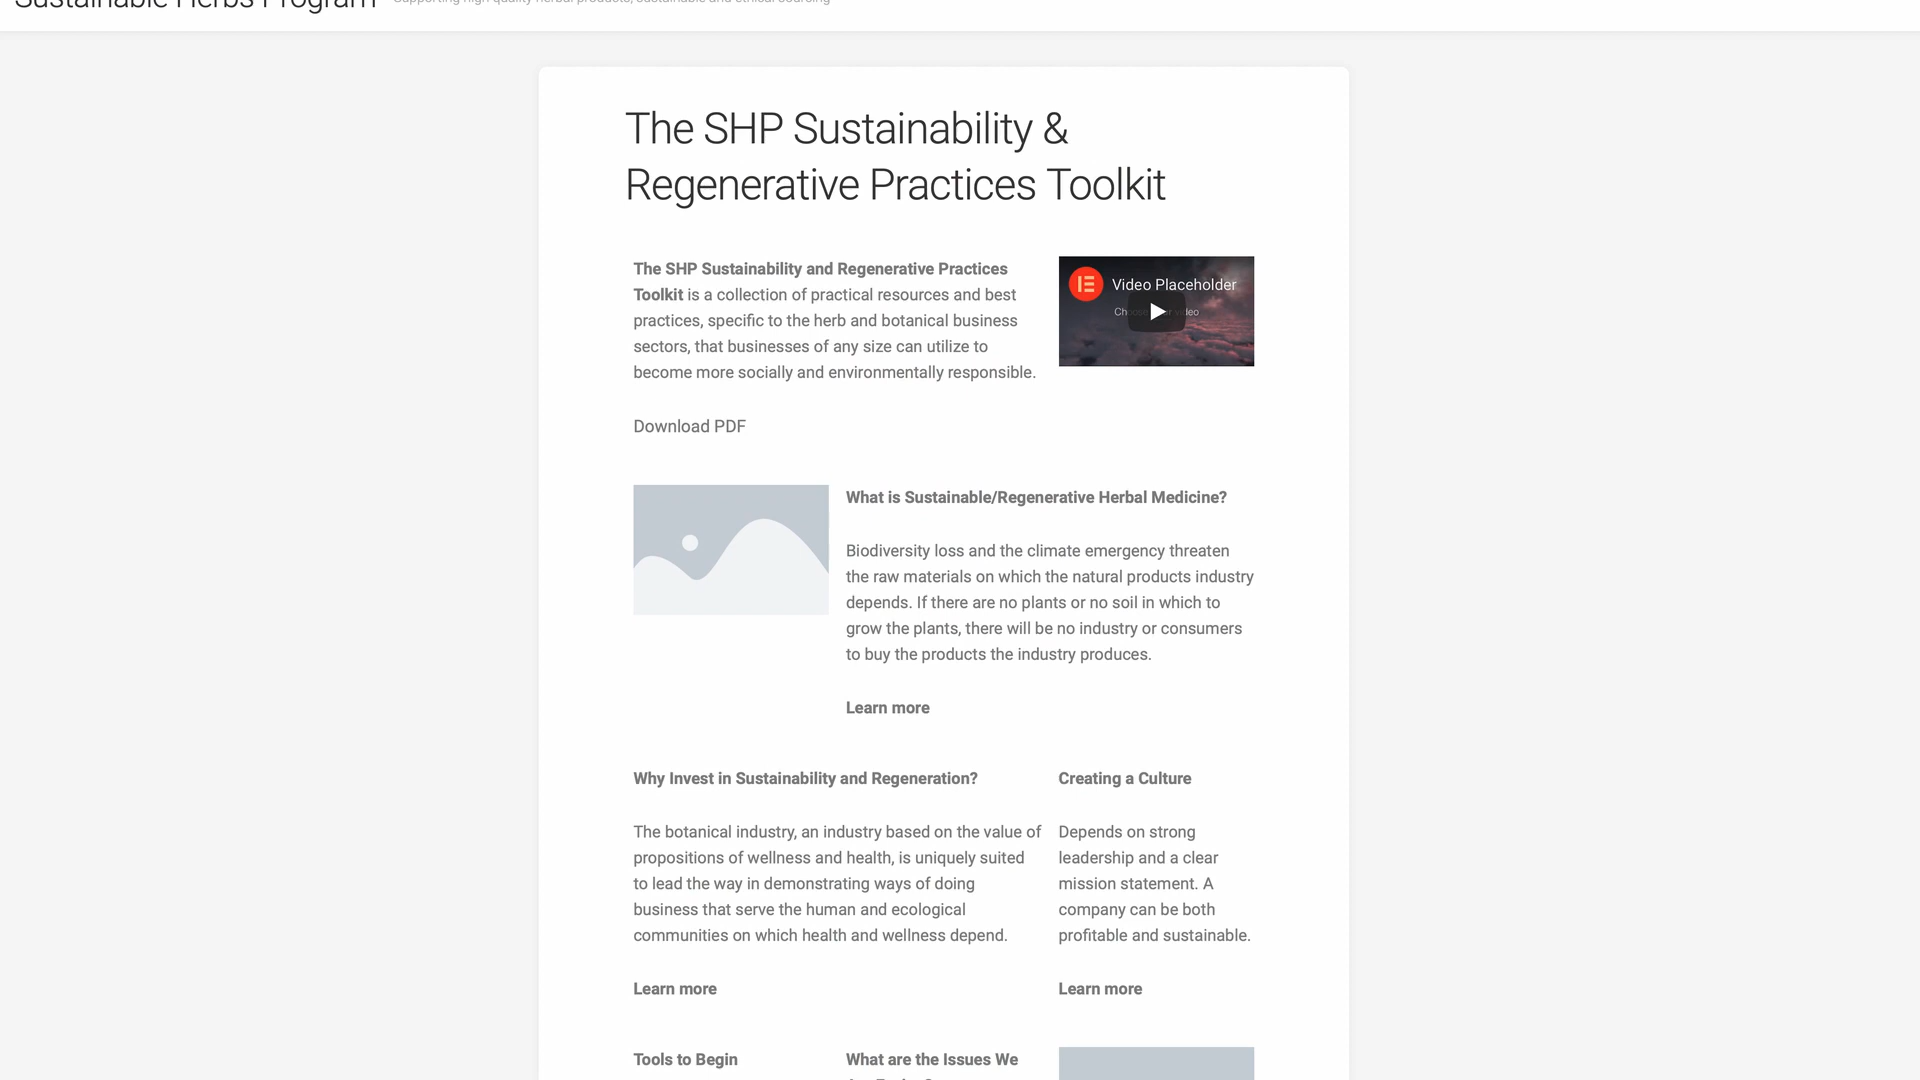 Sustainable Herbs Program Supporting high quality herbal products, sustainable and ethical sourcing
The SHP Sustainability &
Regenerative Practices Toolkit
The SHP Sustainability and Regenerative Practices
Toolkit is a collection of practical resources and best
practices, specific to the herb and botanical business
sectors, that businesses of any size can utilize to
become more socially and environmentally responsible.
Video Placeholder
Download PDF
What is Sustainable/Regenerative Herbal Medicine?
Biodiversity loss and the climate emergency threaten
the raw materials on which the natural products industry
depends. If there are no plants or no soil in which to
grow the plants, there will be no industry or consumers
to buy the products the industry produces.
Learn more
Why Invest in Sustainability and Regeneration?
The botanical industry, an industry based on the value of
propositions of wellness and health, is uniquely suited
to lead the way in demonstrating ways of doing
business that serve the human and ecological
communities on which health and wellness depend.
Learn more
Creating a Culture
Depends on strong
leadership and a clear
mission statement. A
company can be both
profitable and sustainable.
Learn more
Tools to Begin
What are the Issues We